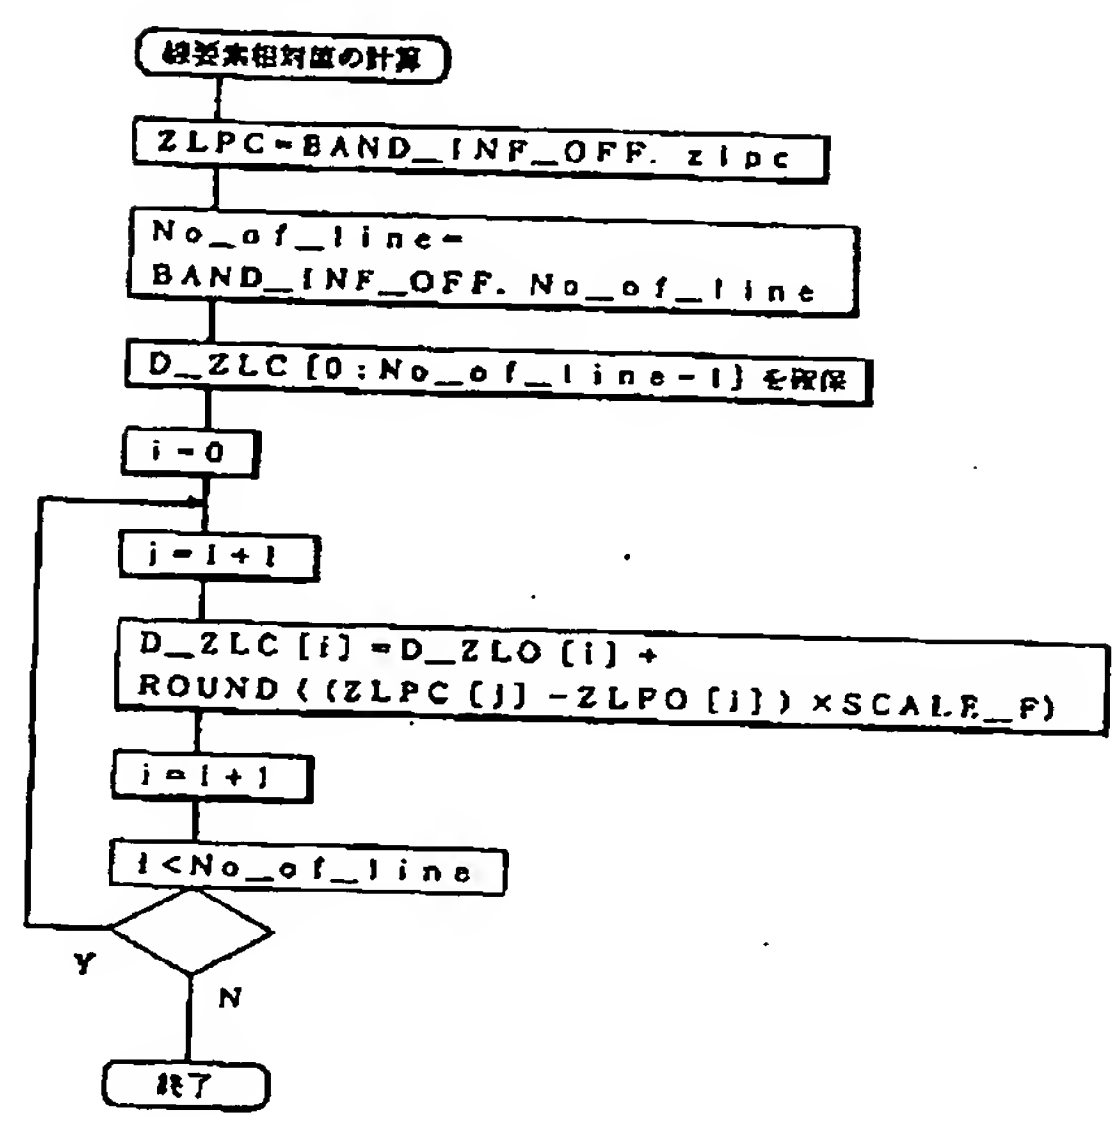 線要素相対値の計算
ZLPC=BAND_INF_OFF. zlpc
No_of_line=
BAND_INF_OFF. No_of_line
D_ZLC[0:No_of_line-1]を確保
i=0
j=i+1
D_ZLC[i]=D_ZLO[i]+
ROUND((ZLPC[j]-ZLPO[j])×SCALE_F)
i=i+1
i<No_of_line
Y
N
終了